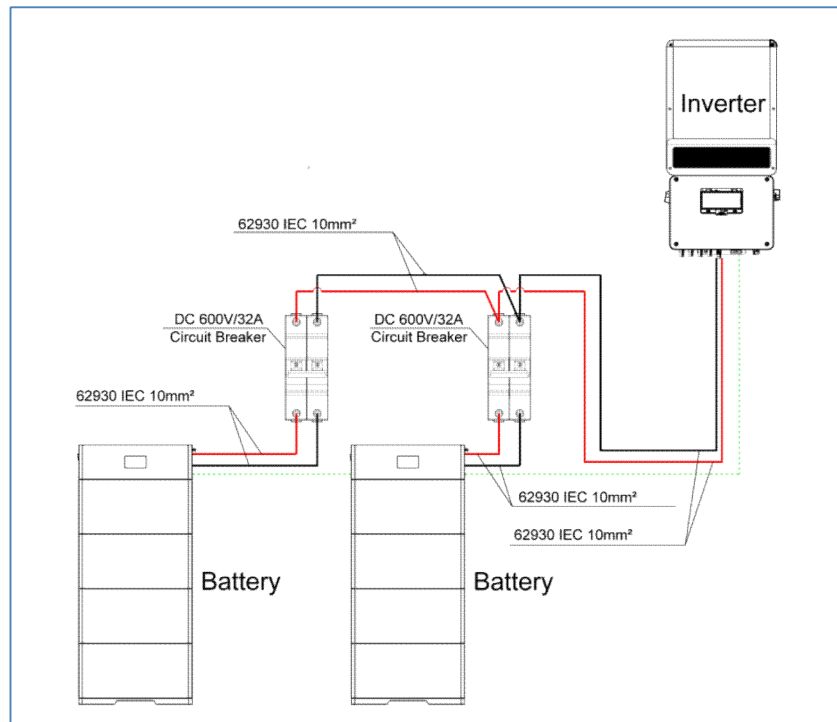 Inverter
62930 IEC 10mm²
DC 600V/32A
Circuit Breaker
DC 600V/32A
Circuit Breaker
62930 IEC 10mm²
62930 IEC 10mm²
62930 IEC 10mm²
Battery
Battery